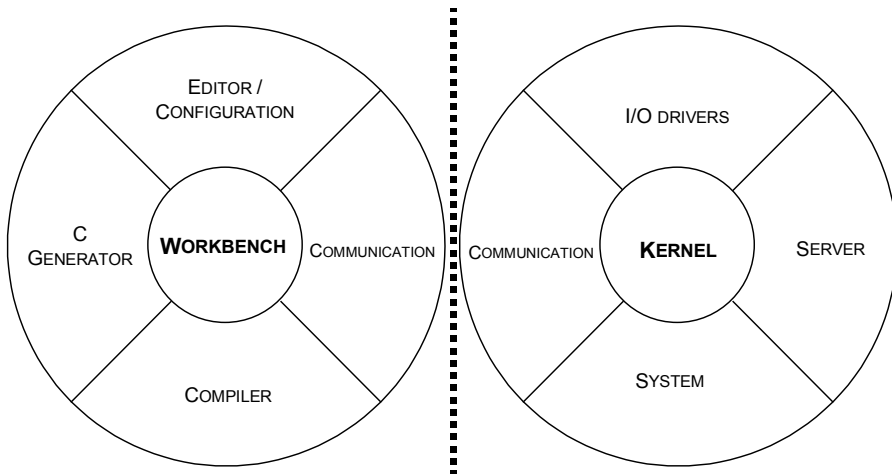 EDITOR /
CONFIGURATION
C
GENERATOR
WORKBENCH
COMMUNICATION
COMPILER
I/O DRIVERS
COMMUNICATION
KERNEL
SERVER
SYSTEM